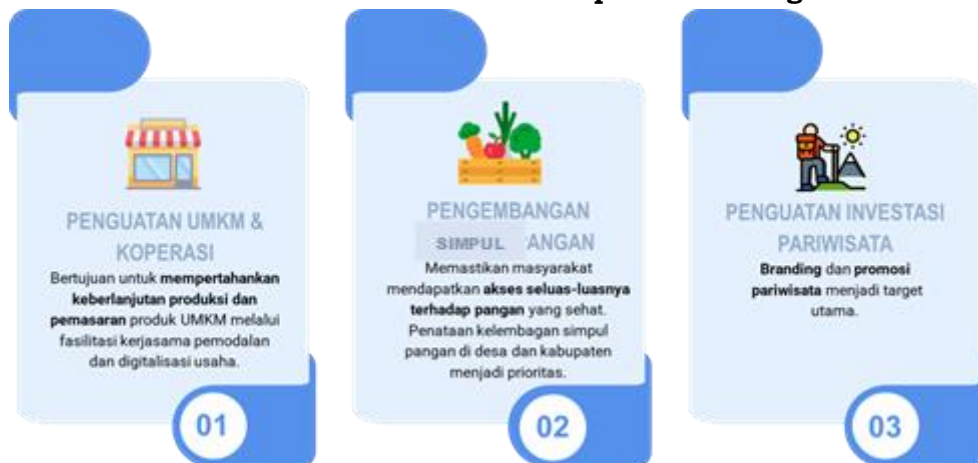 PENGUATAN UMKM &
KOPERASI
Bertujuan untuk mempertahankan
keberlanjutan produksi dan
pemasaran produk UMKM melalui
fasilitasi kerjasama pemodalan
dan digitalisasi usaha.
01
PENGEMBANGAN
SIMPUL ANGAN
Memastikan masyarakat
mendapatkan akses seluas-luasnya
terhadap pangan yang sehat.
Penataan kelembagan simpul
pangan di desa dan kabupaten
menjadi prioritas.
02
PENGUATAN INVESTASI
PARIWISATA
Branding dan promosi
pariwisata menjadi target
utama.
03